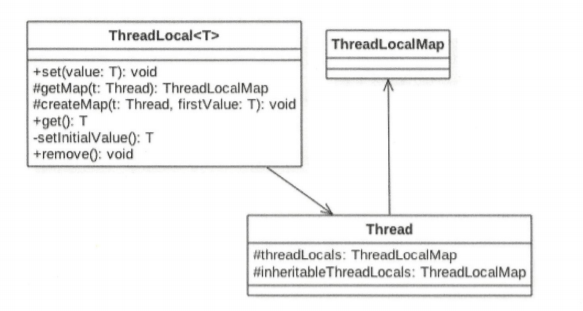 ThreadLocal<T>
+set(value: T): void
#getMap(t: Thread): ThreadLocalMap
#createMap(t: Thread, firstValue: T): void
+get(): T
-setInitialValue(): T
+remove(): void
ThreadLocalMap
Thread
#threadLocals: ThreadLocalMap
#inheritableThreadLocals: ThreadLocalMap